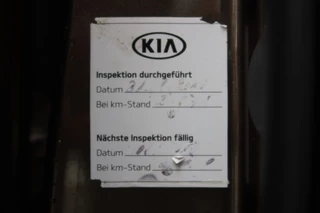 KIA
Inspektion durchgeführt
Datum
Bei km-Stand
Nächste Inspektion fällig
Datum
Bei km-Stand